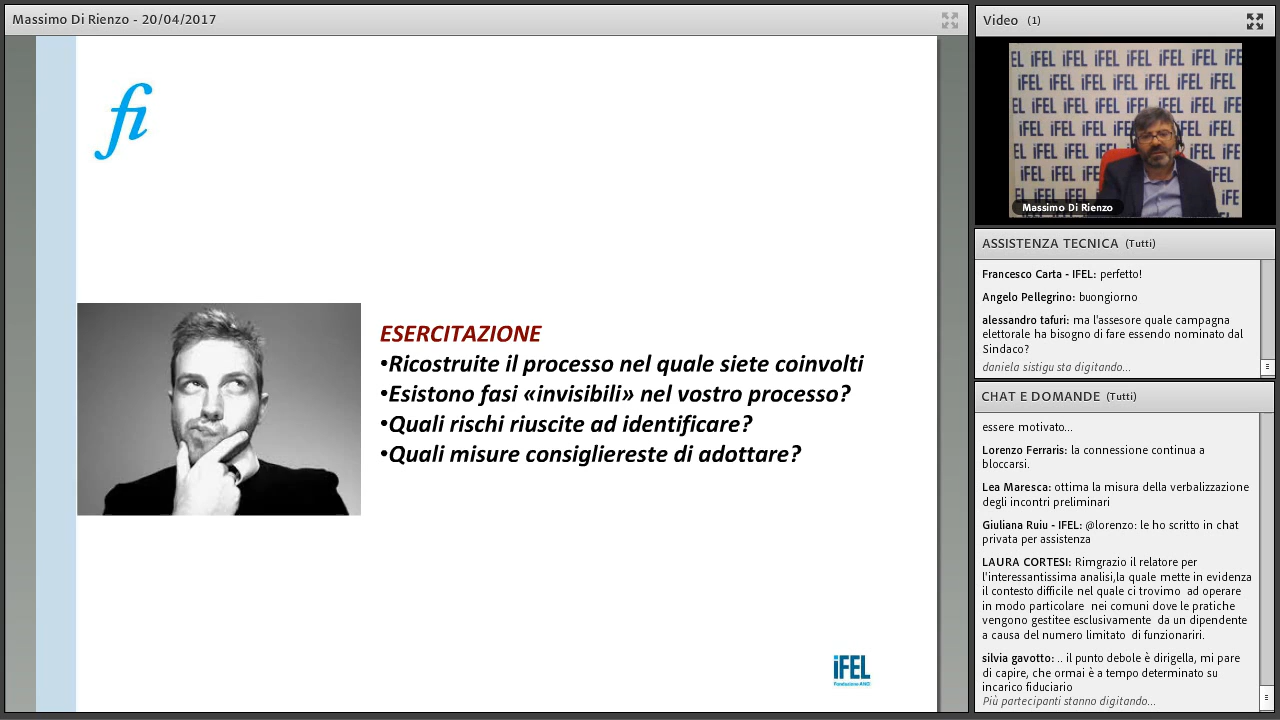 Massimo Di Rienzo - 20/04/2017
fi
ESERCITAZIONE
•Ricostruite il processo nel quale siete coinvolti
•Esistono fasi «invisibili» nel vostro processo?
•Quali rischi riuscite ad identificare?
•Quali misure consigliereste di adottare?
iFEL
Fondazione ANCI
Video (1)
iFEL iFEL iFEL iFEL iFEL
Massimo Di Rienzo
ASSISTENZA TECNICA (Tutti)
Francesco Carta - IFEL: perfetto!
Angelo Pellegrino: buongiorno
alessandro tafuri: ma l'assesore quale campagna
elettorale ha bisogno di fare essendo nominato dal
Sindaco?
daniela sistigu sta digitando...
CHAT E DOMANDE (Tutti)
essere motivato...
Lorenzo Ferraris: la connessione continua a
bloccarsi.
Lea Maresca: ottima la misura della verbalizzazione
degli incontri preliminari
Giuliana Ruiu - IFEL: @lorenzo: le ho scritto in chat
privata per assistenza
LAURA CORTESI: Rimgrazio il relatore per
l'interessantissima analisi,la quale mette in evidenza
il contesto difficile nel quale ci trovimo ad operare
in modo particolare nei comuni dove le pratiche
vengono gestitee esclusivamente da un dipendente
a causa del numero limitato di funzionariri.
silvia gavotto: .. il punto debole è dirigella, mi pare
di capire, che ormai è a tempo determinato su
incarico fiduciario
Più partecipanti stanno digitando...